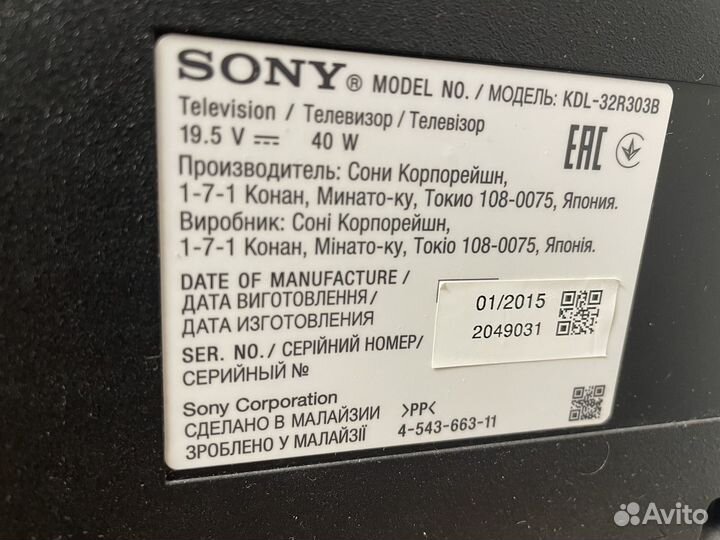 SONY® MODEL NO. / МОДЕЛЬ: KDL-32R303B
Television / Телевизор / Телевізор
19.5 V 40 W
EAC
Производитель: Сони Корпорейшн,
1-7-1 Конан, Минато-ку, Токио 108-0075, Япония.
Виробник: Соні Корпорейшн,
1-7-1 Конан, Мінато-ку, Токіо 108-0075, Японія.
DATE OF MANUFACTURE /
ДАТА ВИГОТОВЛЕННЯ /
ДАТА ИЗГОТОВЛЕНИЯ
01/2015
2049031
SER. NO. / СЕРІЙНИЙ НОМЕР/
СЕРИЙНЫЙ №
Sony Corporation
СДЕЛАНО В МАЛАЙЗИИ >PP<
ЗРОБЛЕНО У МАЛАЙЗІЇ 4-543-663-11
Avito